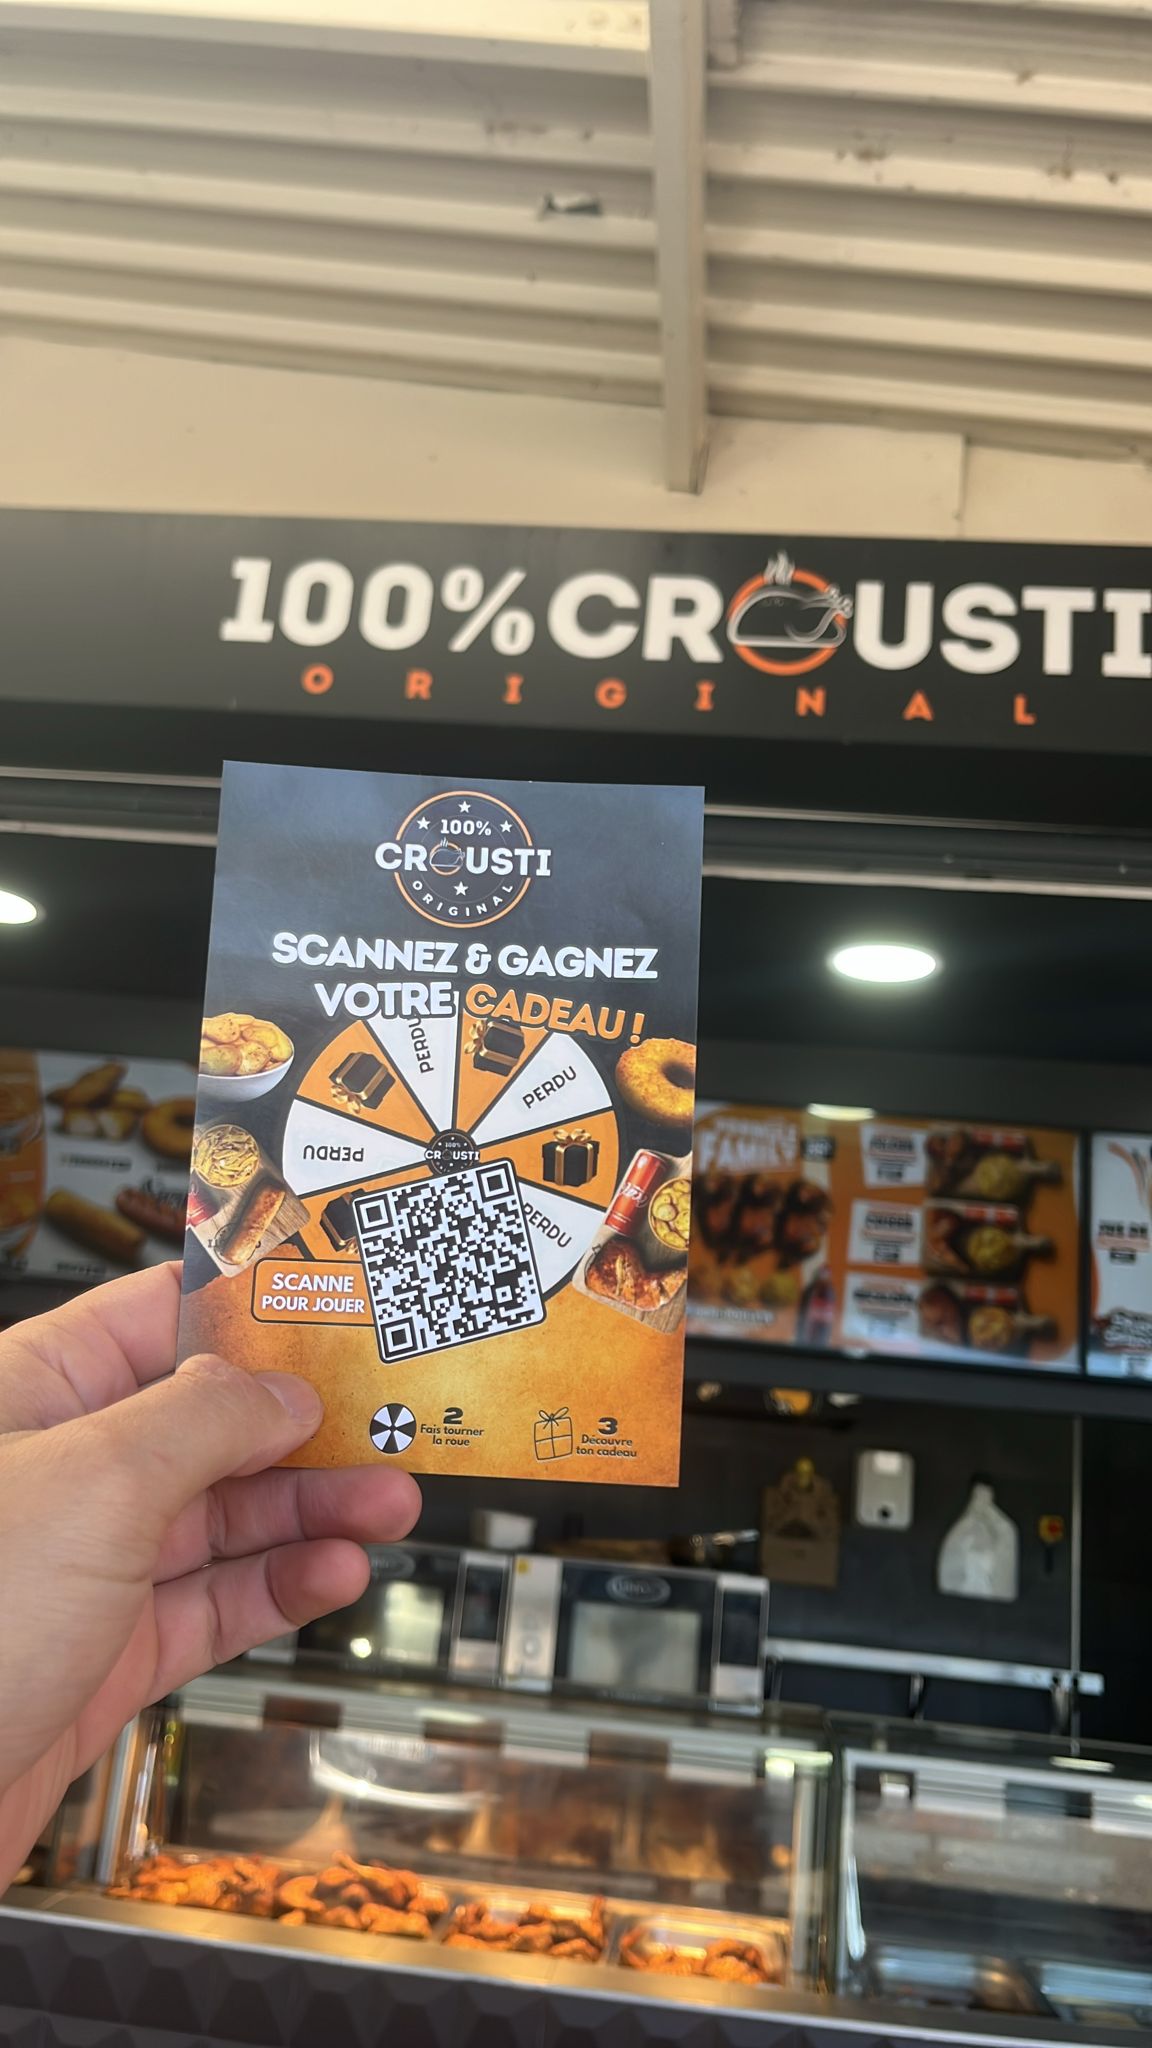 100% CROUSTI
ORIGINAL
100%
CROUSTI
ORIGINAL
SCANNEZ & GAGNEZ
VOTRE CADEAU !
PERDU
PERDU
PERDU
100%
CROUSTI
PERDU
SCANNE
POUR JOUER
2
Fais tourner
la roue
3
Découvre
ton cadeau
FAMILY